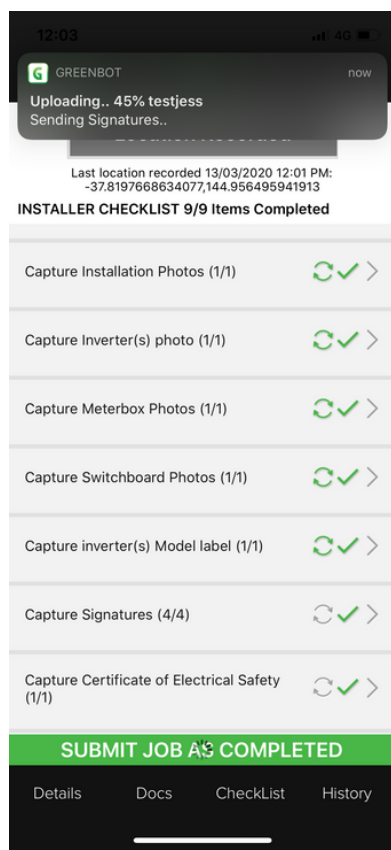 12:03
4G
GREENBOT
now
Uploading.. 45% testjess
Sending Signatures..
Last location recorded 13/03/2020 12:01 PM:
-37.8197668634077,144.956495941
913
INSTALLER CHECKLIST 9/9 Items Completed
Capture Installation Photos (1/1)
Capture Inverter(s) photo (1/1)
Capture Meterbox Photos (1/1)
Capture Switchboard Photos (1/1)
Capture inverter(s) Model label (1/1)
Capture Signatures (4/4)
Capture Certificate of Electrical Safety
(1/1)
SUBMIT JOB AS COMPLETED
Details
Docs
CheckList
History